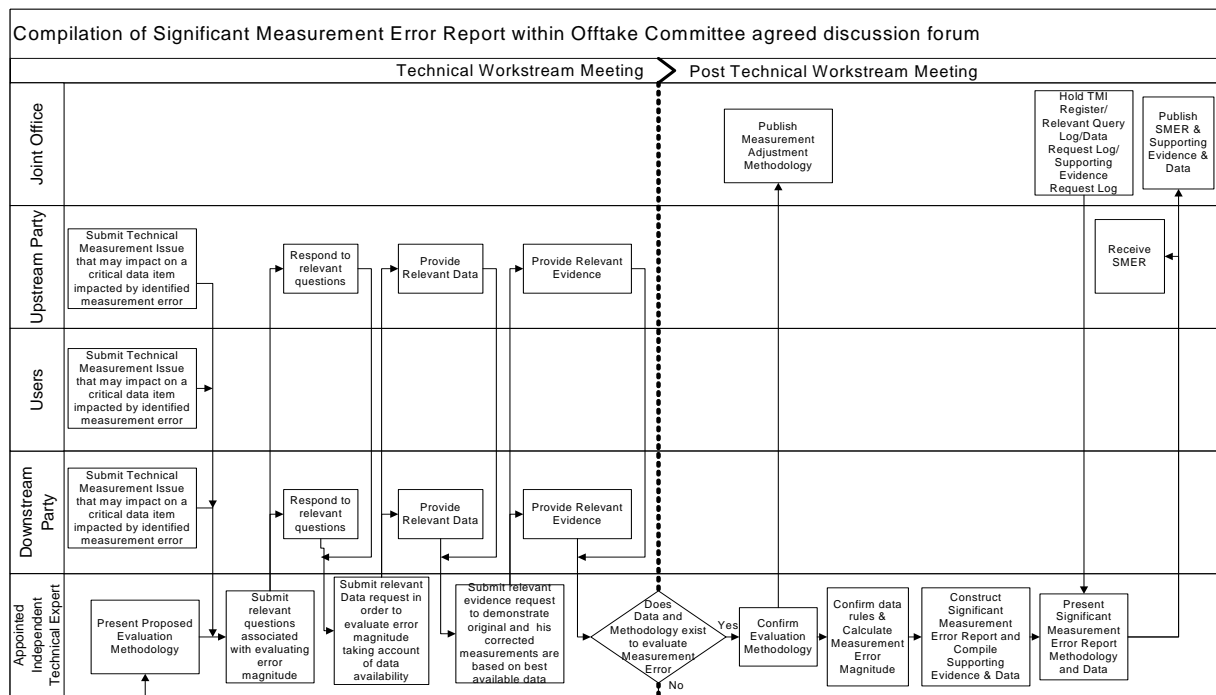 Compilation of Significant Measurement Error Report within Offtake Committee agreed discussion forum
Technical Workstream Meeting
Post Technical Workstream Meeting
Joint Office
Publish
Measurement
Adjustment
Methodology
Hold TMI
Register/
Relevant Query
Log/Data
Request Log/
Supporting
Evidence
Request Log
Publish
SMER &
Supporting
Evidence &
Data
Upstream Party
Submit Technical
Measurement Issue
that may impact on a
critical data item
impacted by identified
measurement error
Respond to
relevant
questions
Provide
Relevant Data
Provide Relevant
Evidence
Receive
SMER
Users
Submit Technical
Measurement Issue
that may impact on a
critical data item
impacted by identified
measurement error
Downstream
Party
Submit Technical
Measurement Issue
that may impact on a
critical data item
impacted by identified
measurement error
Respond to
relevant
questions
Provide
Relevant Data
Provide Relevant
Evidence
Appointed
Independent
Technical Expert
Present Proposed
Evaluation
Methodology
Submit
relevant
questions
associated
with evaluating
error
magnitude
Submit relevant
Data request in
order to
evaluate error
magnitude
taking account
of data
availability
Submit relevant
evidence request
to demonstrate
original and his
corrected
measurements are
based on best
available data
Does
Data and
Methodology exist
to evaluate
Measurement
Error
Yes
No
Confirm
Evaluation
Methodology
Confirm data
rules &
Calculate
Measurement
Error
Magnitude
Construct
Significant
Measurement
Error Report and
Compile
Supporting
Evidence & Data
Present
Significant
Measurement
Error Report
Methodology
and Data